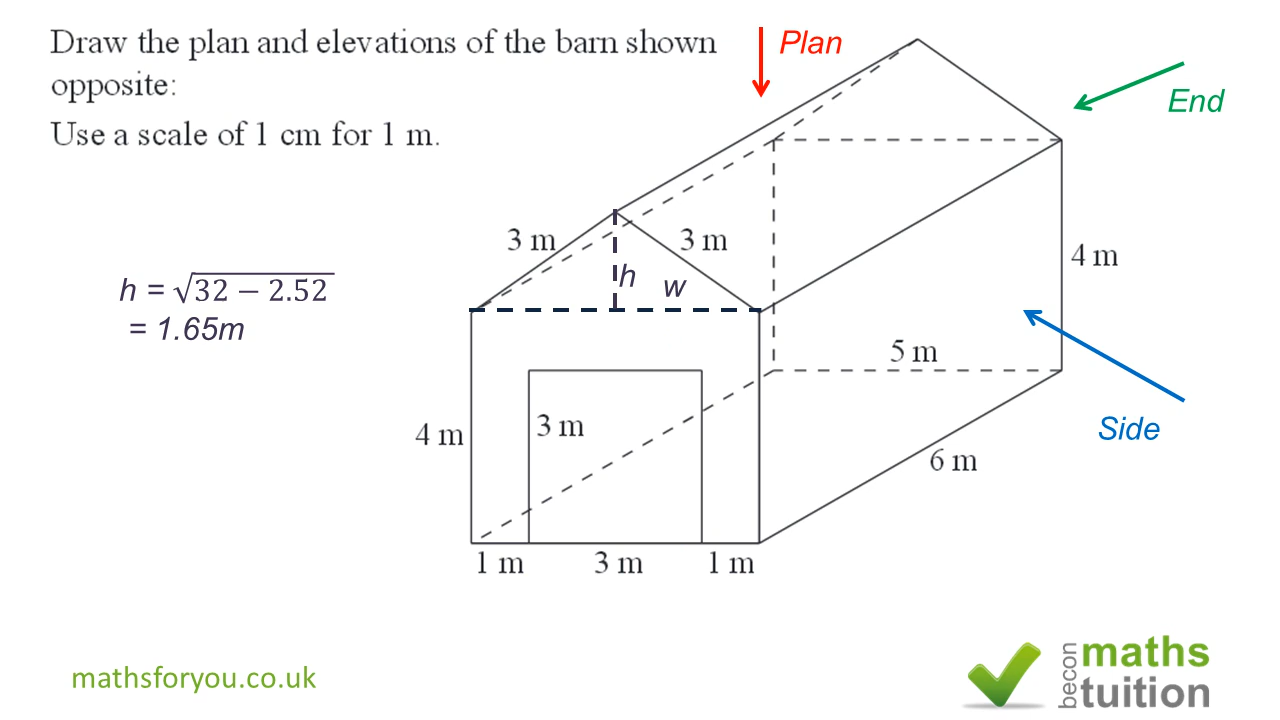 Draw the plan and elevations of the barn shown
opposite:
Use a scale of 1 cm for 1 m.
Plan
End
3 m
3 m
h
w
h = √32 − 2.52
= 1.65m
4 m
5 m
4 m
3 m
Side
6 m
1 m
3 m
1 m
mathsforyou.co.uk
becon
maths
tuition